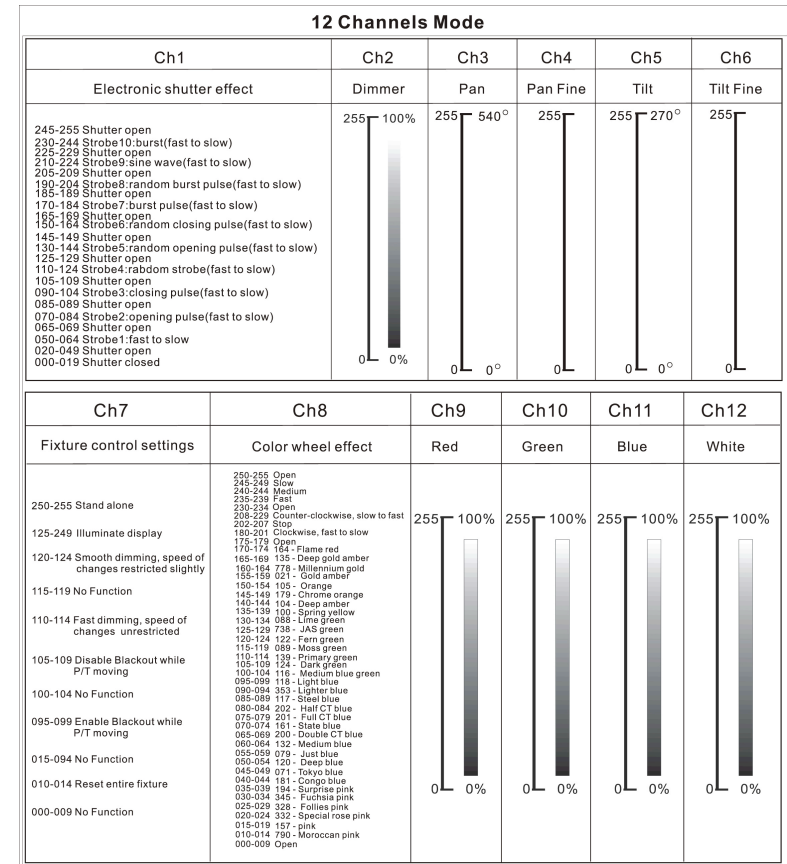 12 Channels Mode
Ch1 Ch2 Ch3 Ch4 Ch5 Ch6
Electronic shutter effect Dimmer Pan Pan Fine Tilt Tilt Fine
255 100% 255 540° 255 255 270° 255
245-255 Shutter open
230-244 Strobe10:burst(fast to slow)
225-229 Shutter open
210-224 Strobe9:sine wave(fast to slow)
205-209 Shutter open
190-204 Strobe8:random burst pulse(fast to slow)
185-189 Shutter open
170-184 Strobe7:burst pulse(fast to slow)
165-169 Shutter open
150-164 Strobe6:random closing pulse(fast to slow)
145-149 Shutter open
130-144 Strobe5:random opening pulse(fast to slow)
125-129 Shutter open
110-124 Strobe4:rabdom strobe(fast to slow)
105-109 Shutter open
090-104 Strobe3:closing pulse(fast to slow)
085-089 Shutter open
070-084 Strobe2:opening pulse(fast to slow)
065-069 Shutter open
050-064 Strobe1:fast to slow
020-049 Shutter open
000-019 Shutter closed
0 0% 0 0° 0 0 0° 0
Ch7 Ch8 Ch9 Ch10 Ch11 Ch12
Fixture control settings Color wheel effect Red Green Blue White
250-255 Stand alone
125-249 Illuminate display
120-124 Smooth dimming, speed of
changes restricted slightly
115-119 No Function
110-114 Fast dimming, speed of
changes unrestricted
105-109 Disable Blackout while
P/T moving
100-104 No Function
095-099 Enable Blackout while
P/T moving
015-094 No Function
010-014 Reset entire fixture
000-009 No Function
250-255 Open
245-249 Slow
240-244 Medium
235-239 Fast
230-234 Open
208-229 Counter-clockwise, slow to fast
202-207 Stop
180-201 Clockwise, fast to slow
175-179 Open
170-174 164 - Flame red
165-169 135 - Deep gold amber
160-164 778 - Millennium gold
155-159 021 - Gold amber
150-154 105 - Orange
145-149 179 - Chrome orange
140-144 104 - Deep amber
135-139 100 - Spring yellow
130-134 088 - Lime green
125-129 738 - JAS green
120-124 122 - Fern green
115-119 089 - Moss green
110-114 139 - Primary green
105-109 124 - Dark green
100-104 116 - Medium blue green
095-099 118 - Light blue
090-094 353 - Lighter blue
085-089 117 - Steel blue
080-084 202 - Half CT blue
075-079 201 - Full CT blue
070-074 161 - State blue
065-069 200 - Double CT blue
060-064 132 - Medium blue
055-059 079 - Just blue
050-054 120 - Deep blue
045-049 071 - Tokyo blue
040-044 181 - Congo blue
035-039 194 - Surprise pink
030-034 345 - Fuchsia pink
025-029 328 - Follies pink
020-024 332 - Special rose pink
015-019 157 - pink
010-014 790 - Moroccan pink
000-009 Open
255 100% 255 100% 255 100% 255 100%
0 0% 0 0% 0 0% 0 0%